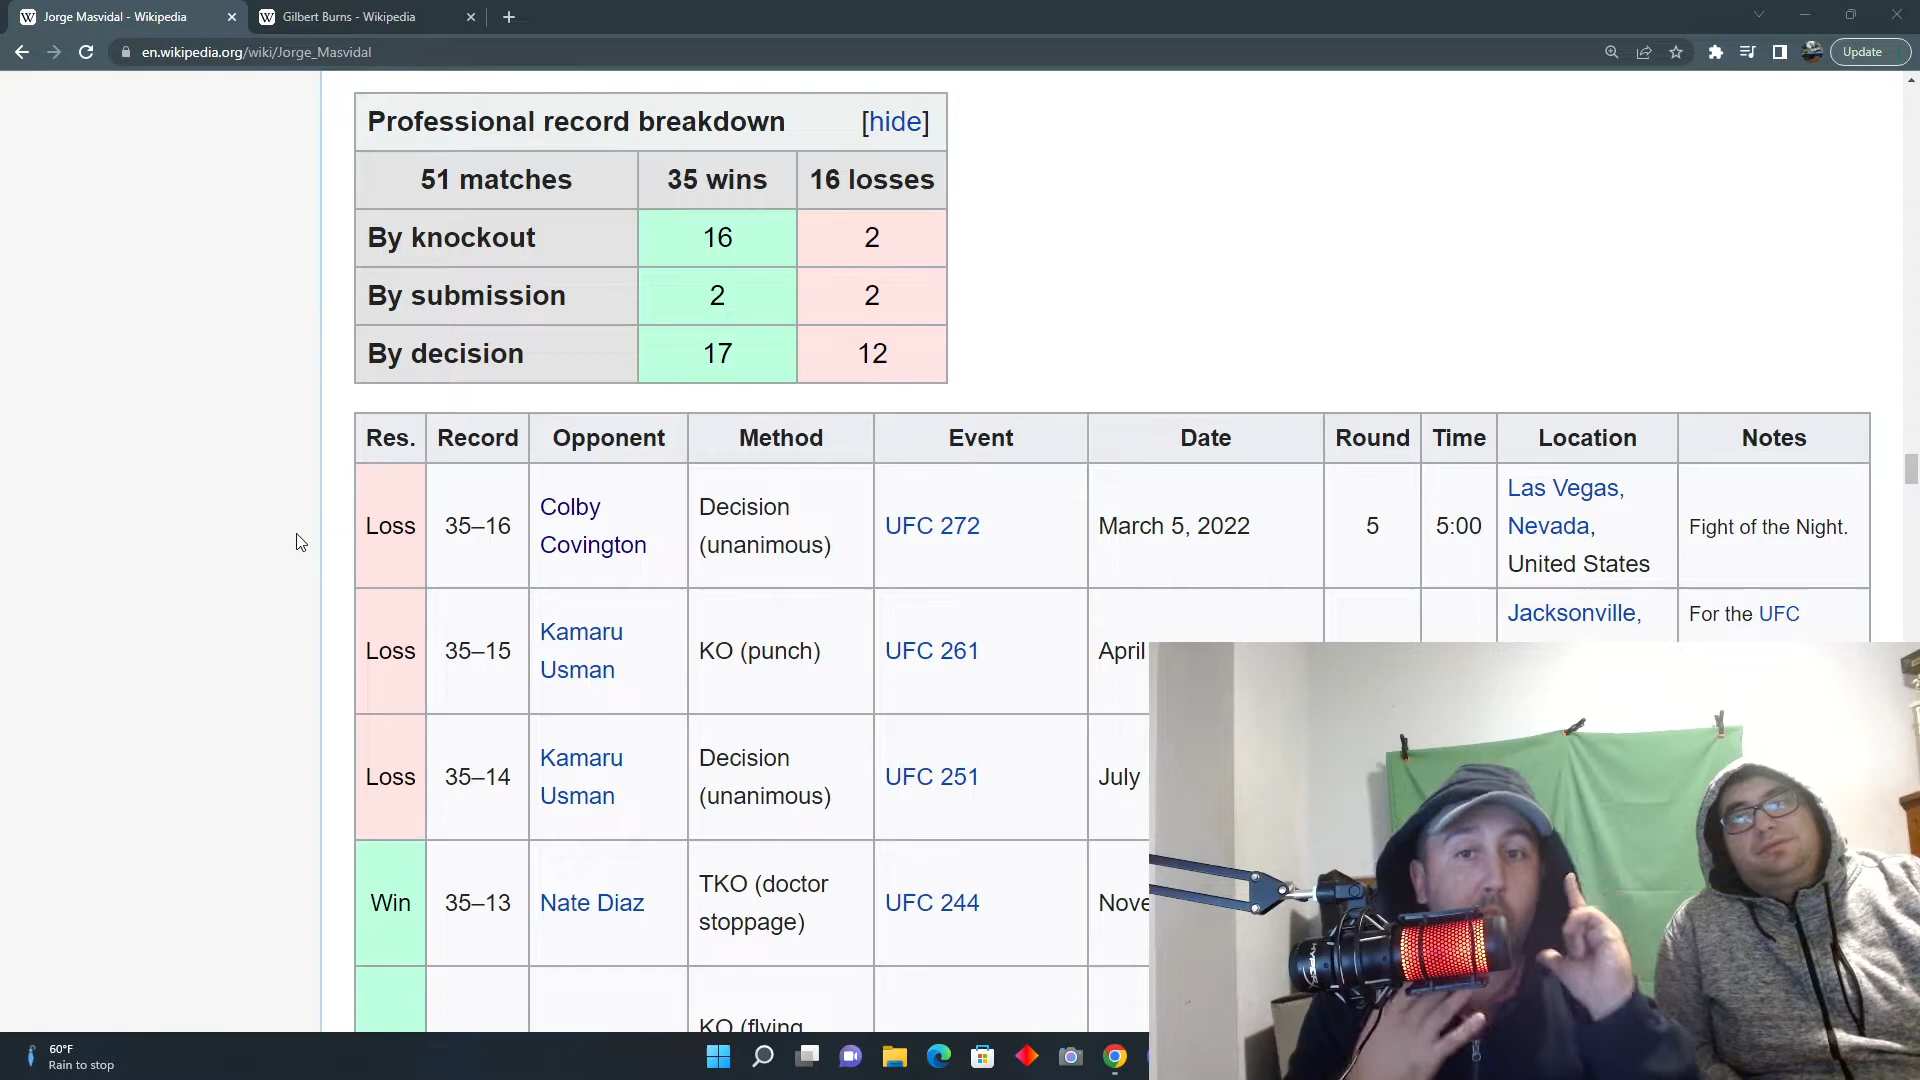 Jorge Masvidal - Wikipedia
Gilbert Burns - Wikipedia
en.wikipedia.org/wiki/Jorge_Masvidal
Update
Professional record breakdown [hide]
51 matches 35 wins 16 losses
By knockout 16 2
By submission 2 2
By decision 17 12
Res. Record Opponent Method Event Date Round Time Location Notes
Loss 35–16 Colby Covington Decision (unanimous) UFC 272 March 5, 2022 5 5:00 Las Vegas, Nevada, United States Fight of the Night.
Loss 35–15 Kamaru Usman KO (punch) UFC 261 April Jacksonville, For the UFC
Loss 35–14 Kamaru Usman Decision (unanimous) UFC 251 July
Win 35–13 Nate Diaz TKO (doctor stoppage) UFC 244 Nove
KO (flying
HYPERX
60°F
Rain to stop